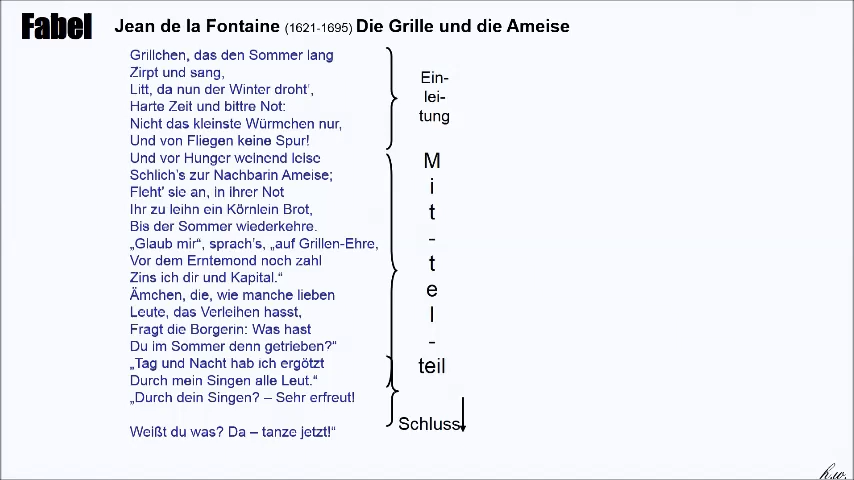 Fabel
Jean de la Fontaine (1621-1695) Die Grille und die Ameise
Grillchen, das den Sommer lang
Zirpt und sang,
Litt, da nun der Winter droht‘,
Harte Zeit und bittre Not:
Nicht das kleinste Würmchen nur,
Und von Fliegen keine Spur!
Und vor Hunger weinend leise
Schlich’s zur Nachbarin Ameise;
Fleht’ sie an, in ihrer Not
Ihr zu leihn ein Körnlein Brot,
Bis der Sommer wiederkehre.
„Glaub mir“, sprach’s, „auf Grillen-Ehre,
Vor dem Erntemond noch zahl
Zins ich dir und Kapital.“
Ämchen, die, wie manche lieben
Leute, das Verleihen hasst,
Fragt die Borgerin: Was hast
Du im Sommer denn getrieben?“
„Tag und Nacht hab ich ergötzt
Durch mein Singen alle Leut.“
„Durch dein Singen? – Sehr erfreut!
Weißt du was? Da – tanze jetzt!“
Ein-
lei-
tung
M
i
t
-
t
e
l
-
teil
Schluss
h.w.